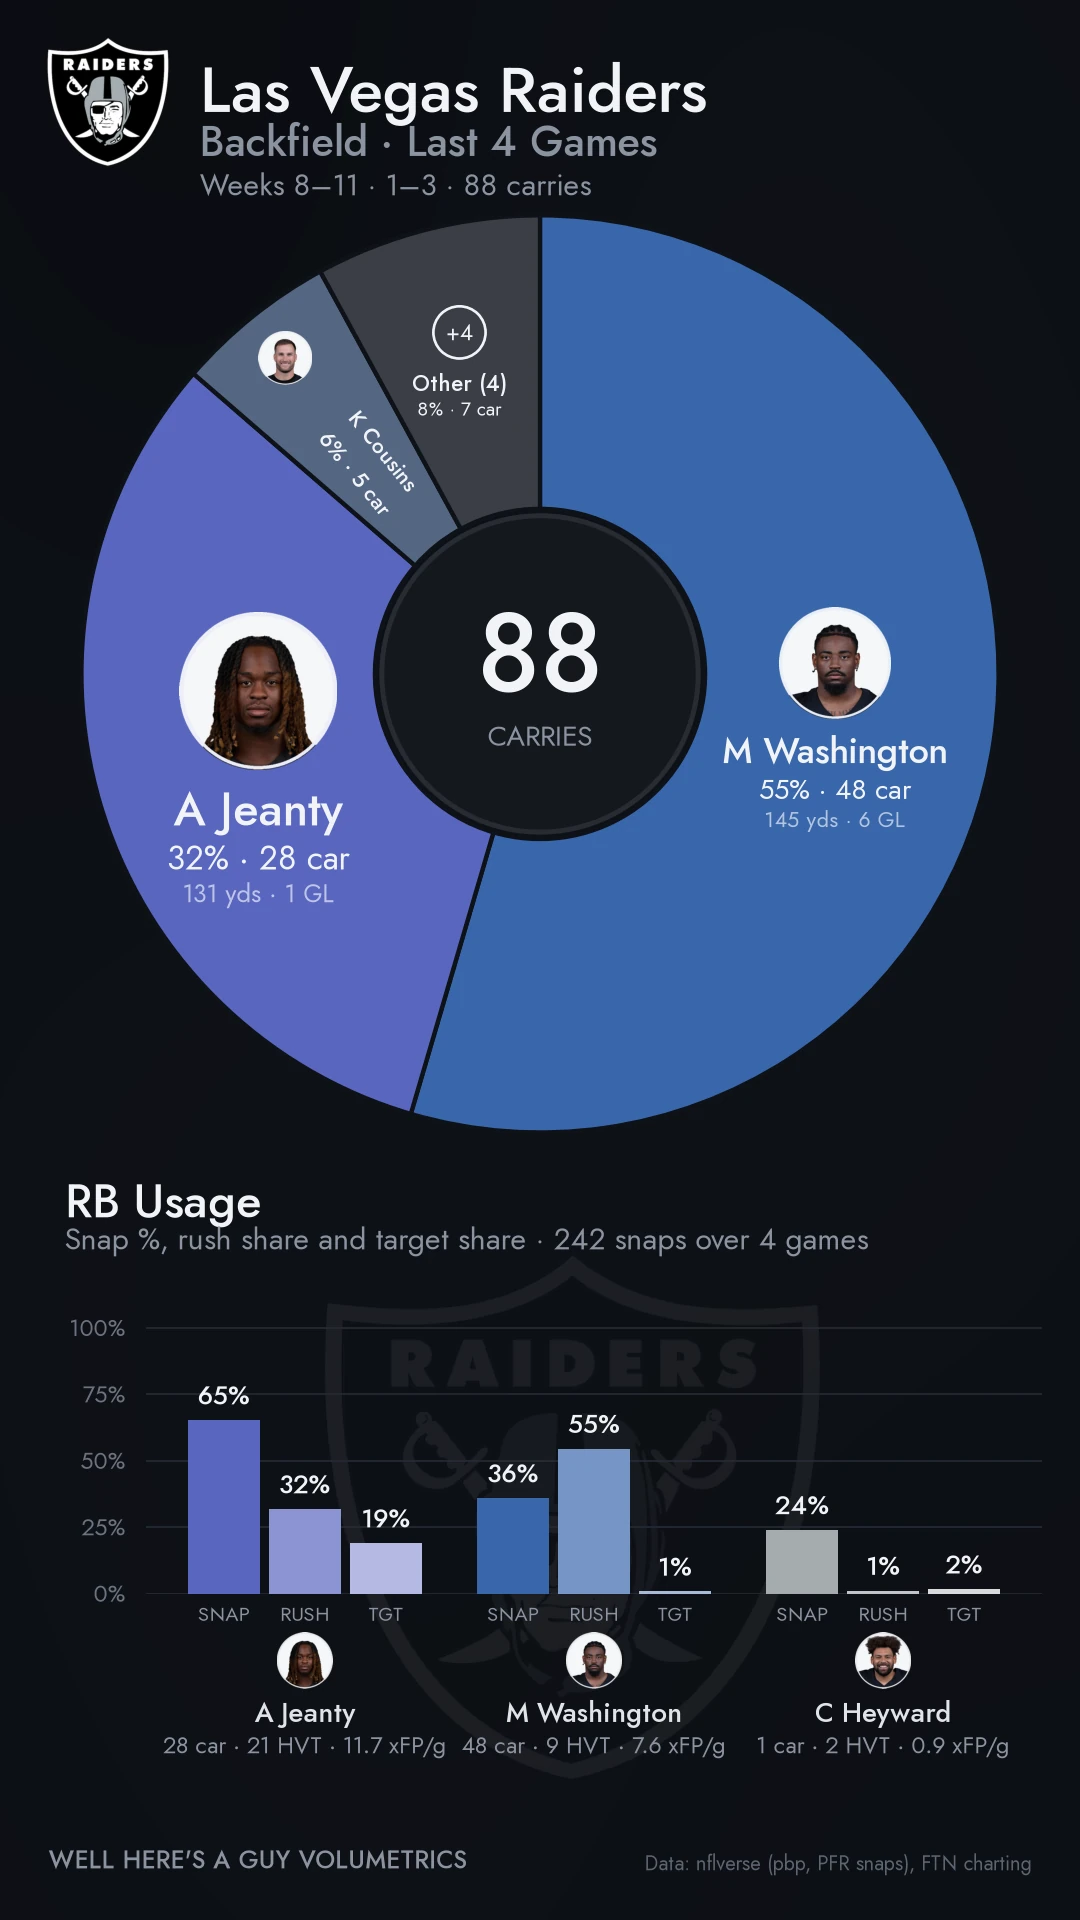 RAIDERS
Las Vegas Raiders
Backfield · Last 4 Games
Weeks 8–11 · 1–3 · 88 carries
+4
Other (4)
8% · 7 car
K Cousins
6% · 5 car
88
CARRIES
M Washington
55% · 48 car
145 yds · 6 GL
A Jeanty
32% · 28 car
131 yds · 1 GL
RB Usage
Snap %, rush share and target share · 242 snaps over 4 games
RAIDERS
100%
75%
50%
25%
0%
65%
32%
19%
36%
55%
1%
24%
1%
2%
SNAP RUSH TGT SNAP RUSH TGT SNAP RUSH TGT
A Jeanty
28 car · 21 HVT · 11.7 xFP/g
M Washington
48 car · 9 HVT · 7.6 xFP/g
C Heyward
1 car · 2 HVT · 0.9 xFP/g
WELL HERE'S A GUY VOLUMETRICS
Data: nflverse (pbp, PFR snaps), FTN charting